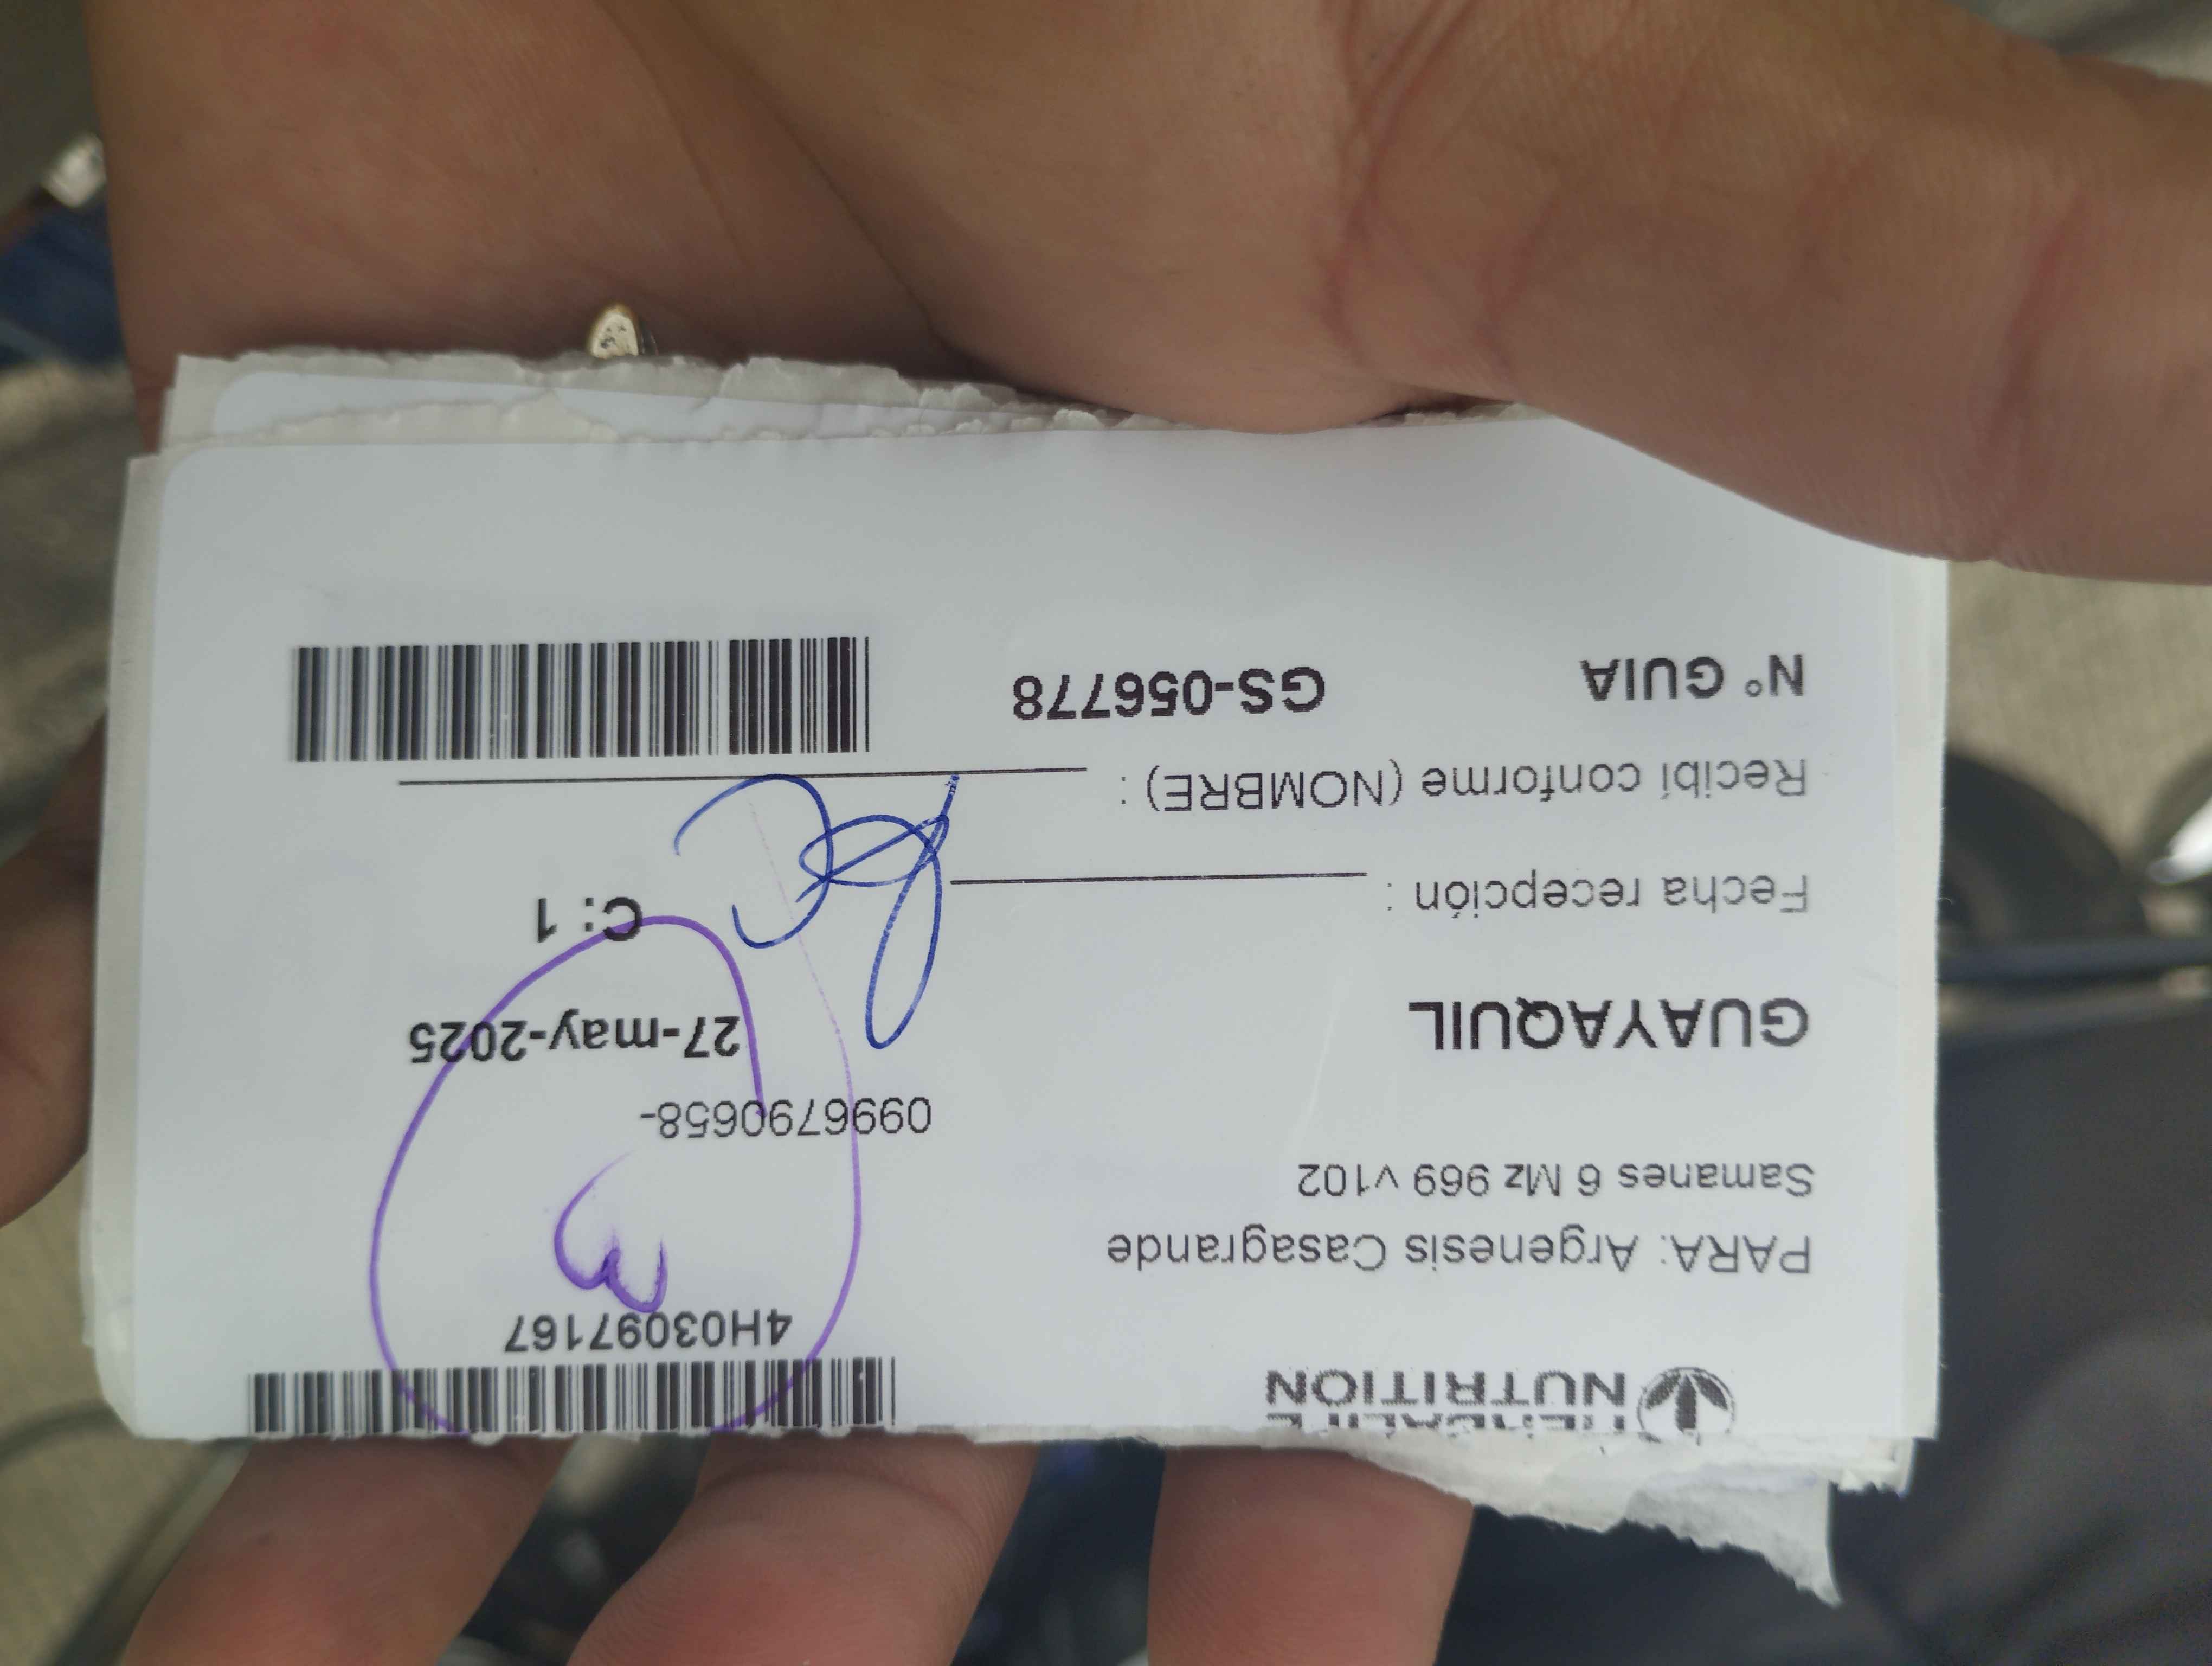 HERBALIFE
NUTRITION
4H03097167
PARA: Argenesis Casagrande
Samanes 6 Mz 969 v102
0996790658-
GUAYAQUIL
27-may-2025
C: 1
Fecha recepción :
Recibí conforme (NOMBRE) :
N° GUIA
GS-056778